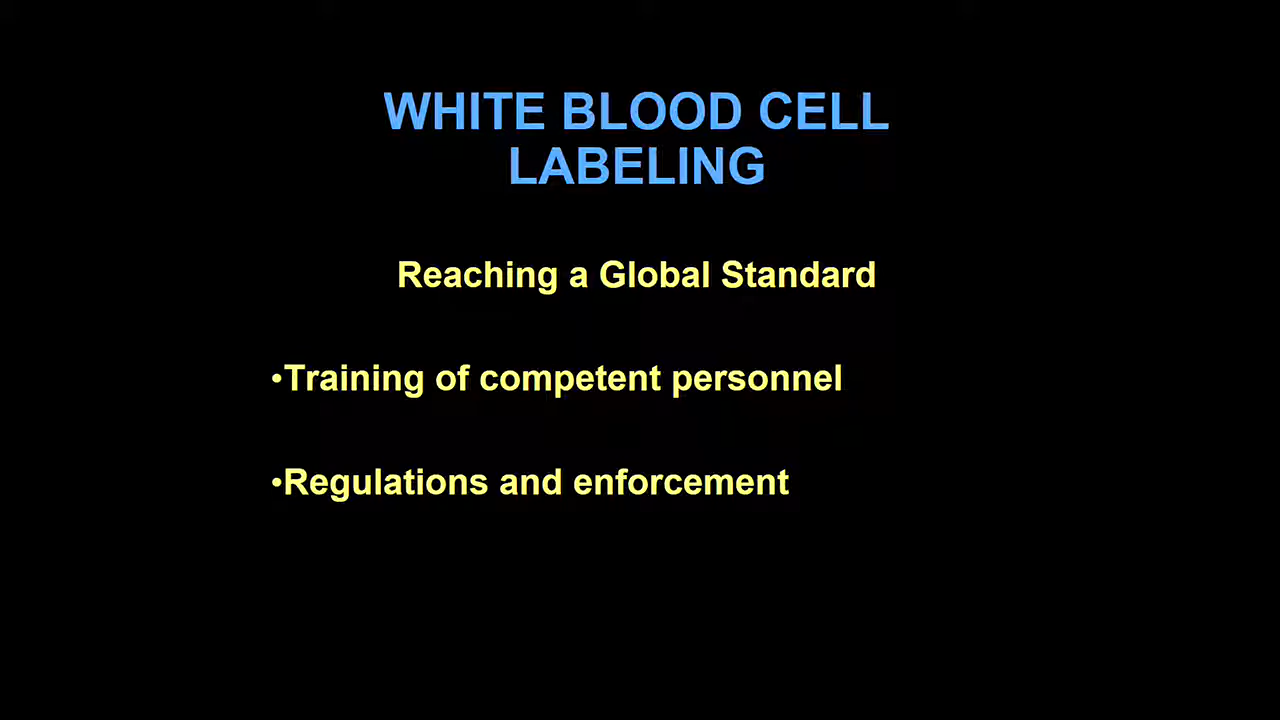 WHITE BLOOD CELL
LABELING
Reaching a Global Standard
•Training of competent personnel
•Regulations and enforcement